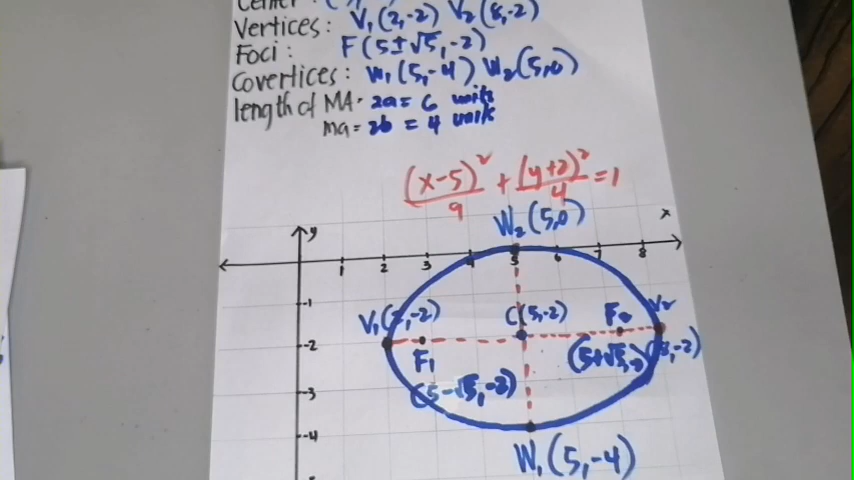 Center :
Vertices: V₁(2,-2) V₂(8,-2)
Foci: F(5±√5,-2)
Covertices: W₁(5,-4) W₂(5,0)
length of MA- 2a= 6 units
ma= 2b = 4 units
(x-5)²/9 + (y+2)²/4 =1
W₂(5,0)
x
y
1 2 3 4 5 6 7 8
-1
V₁( ,-2) C(5,-2) F₂ V₂
-2
F₁ (5+√5, ) (8,-2)
-3 (5-√5,-2)
-4
W₁(5,-4)